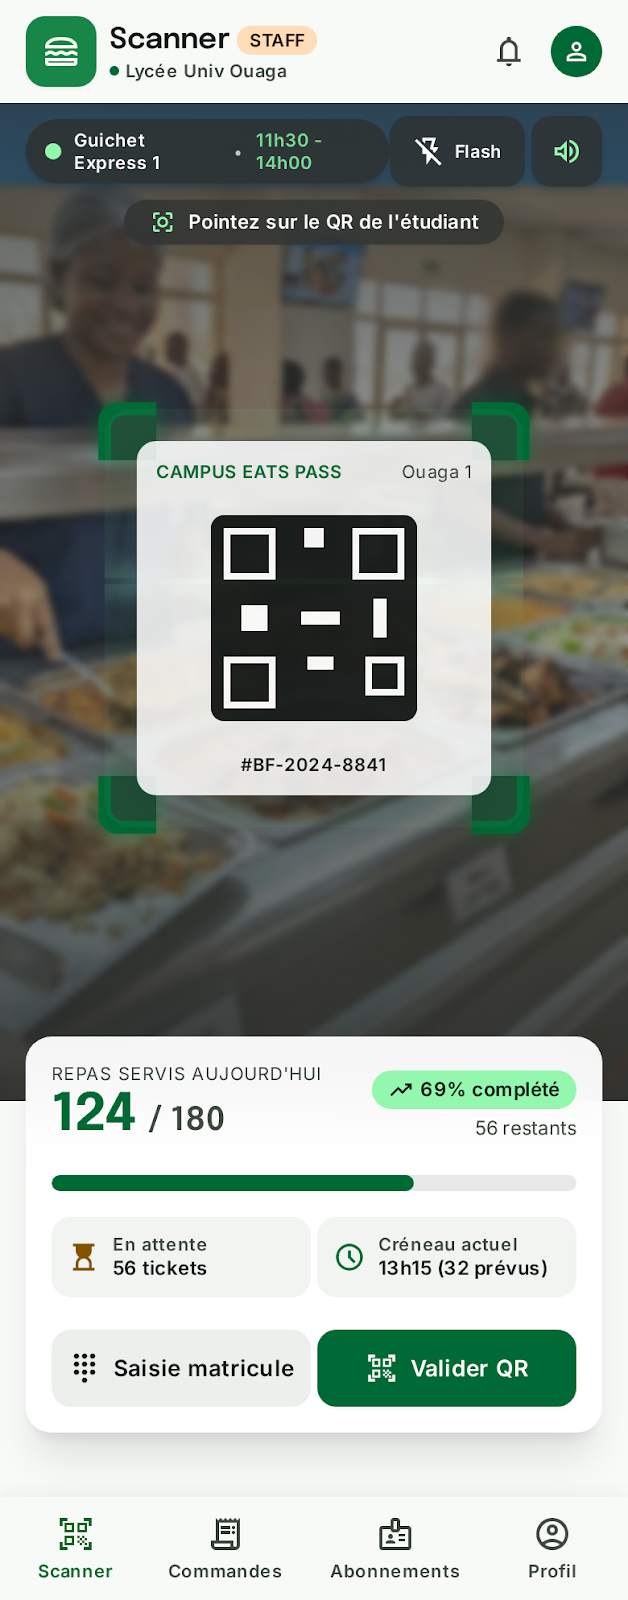 Scanner STAFF
Lycée Univ Ouaga
Guichet
Express 1
• 11h30 -
14h00
Flash
Pointez sur le QR de l'étudiant
CAMPUS EATS PASS Ouaga 1
#BF-2024-8841
REPAS SERVIS AUJOURD'HUI
124 / 180
69% complété
56 restants
En attente
56 tickets
Créneau actuel
13h15 (32 prévus)
Saisie matricule
Valider QR
Scanner Commandes Abonnements Profil